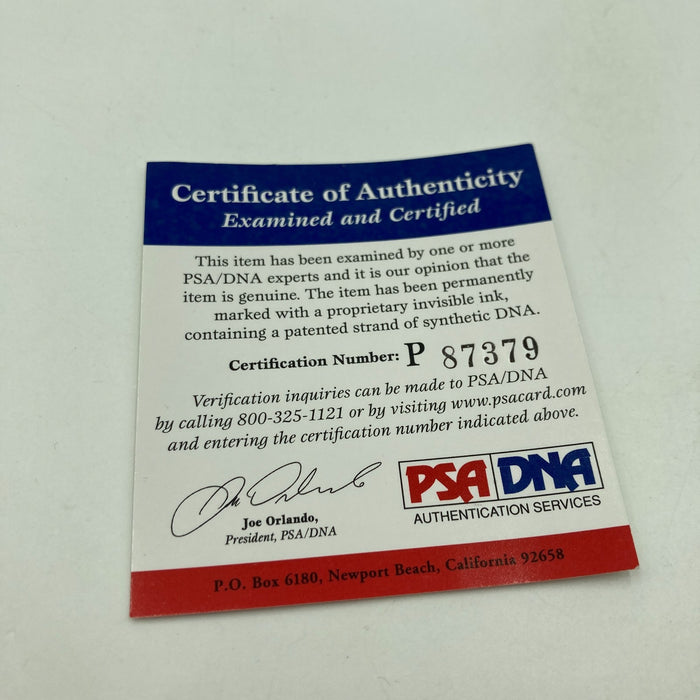 Certificate of Authenticity
Examined and Certified
This item has been examined by one or more
PSA/DNA experts and it is our opinion that the
item is genuine. The item has been permanently
marked with a proprietary invisible ink,
containing a patented strand of synthetic DNA.
Certification Number: P 87379
Verification inquiries can be made to PSA/DNA
by calling 800-325-1121 or by visiting www.psacard.com
and entering the certification number indicated above.
Joe Orlando,
President, PSA/DNA
PSA DNA
AUTHENTICATION SERVICES
P.O. Box 6180, Newport Beach, California 92658